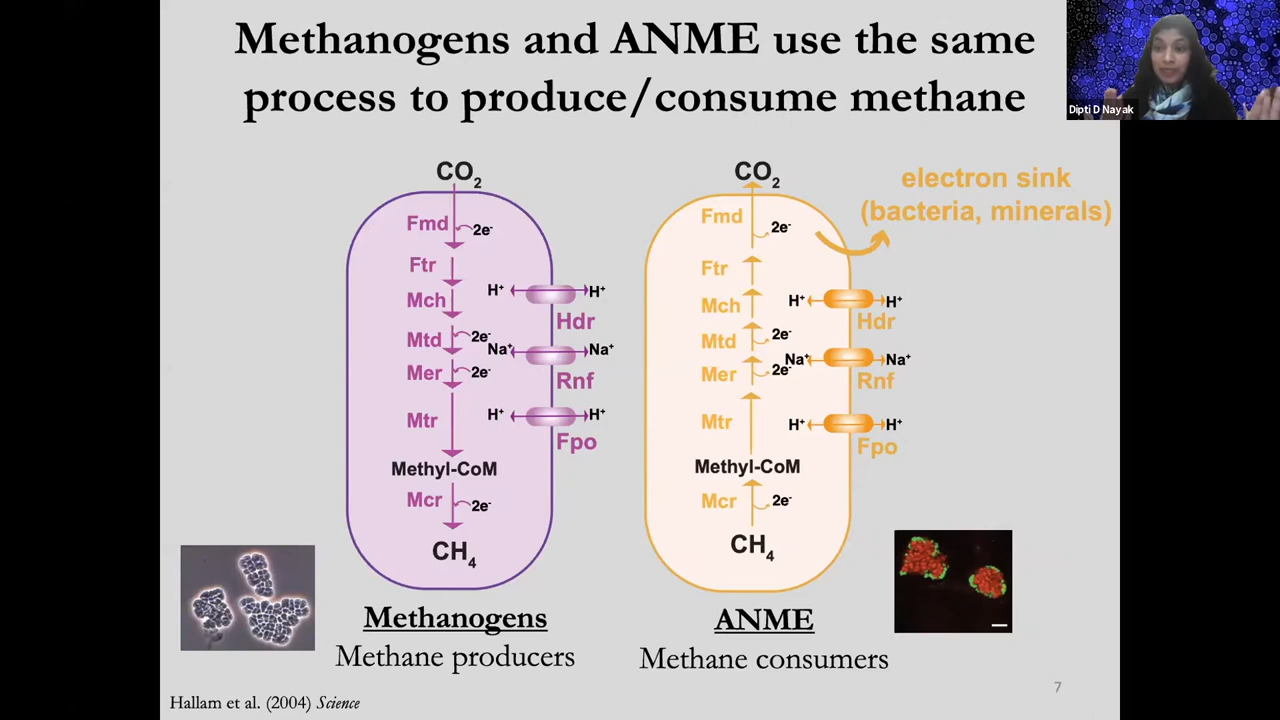 Methanogens and ANME use the same
process to produce/consume methane
Dipti D Nayak
CO2
Fmd
2e-
Ftr
Mch
H+
H+
Hdr
Mtd
2e-
Na+
Na+
Mer
2e-
Rnf
Mtr
H+
H+
Fpo
Methyl-CoM
Mcr
2e-
CH4
Methanogens
Methane producers
CO2
electron sink
(bacteria, minerals)
Fmd
2e-
Ftr
Mch
H+
H+
Hdr
Mtd
2e-
Na+
Na+
Mer
2e-
Rnf
Mtr
H+
H+
Fpo
Methyl-CoM
Mcr
2e-
CH4
ANME
Methane consumers
Hallam et al. (2004) Science
7